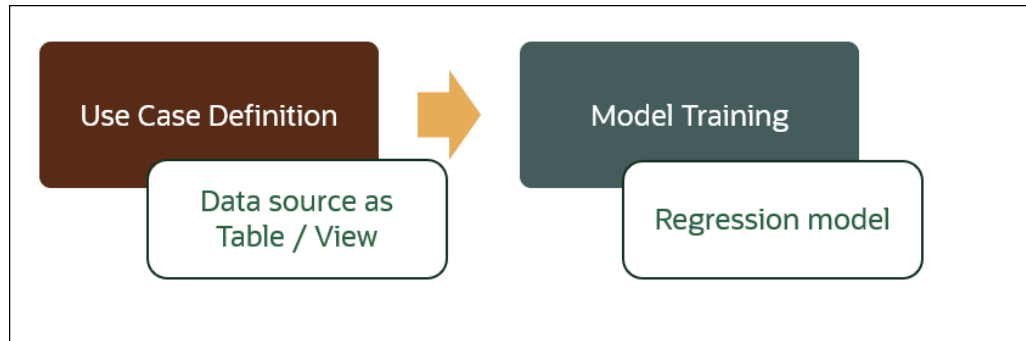 Use Case Definition
Data source as
Table / View
Model Training
Regression model